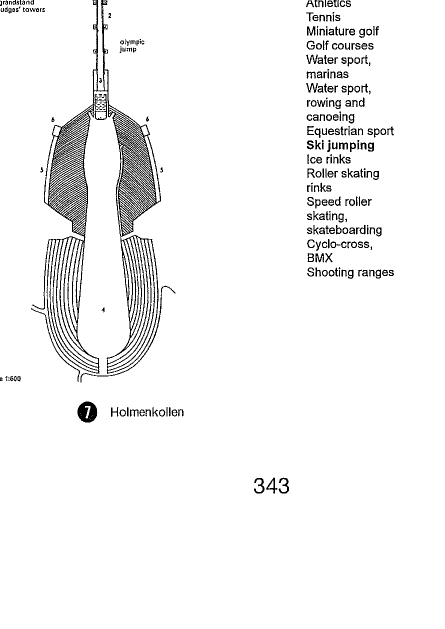 grandstand
judges' towers
2
olympic
jump
3
6
6
5
5
4
1:500
7 Holmenkollen
Athletics
Tennis
Miniature golf
Golf courses
Water sport,
marinas
Water sport,
rowing and
canoeing
Equestrian sport
Ski jumping
Ice rinks
Roller skating
rinks
Speed roller
skating,
skateboarding
Cyclo-cross,
BMX
Shooting ranges
343